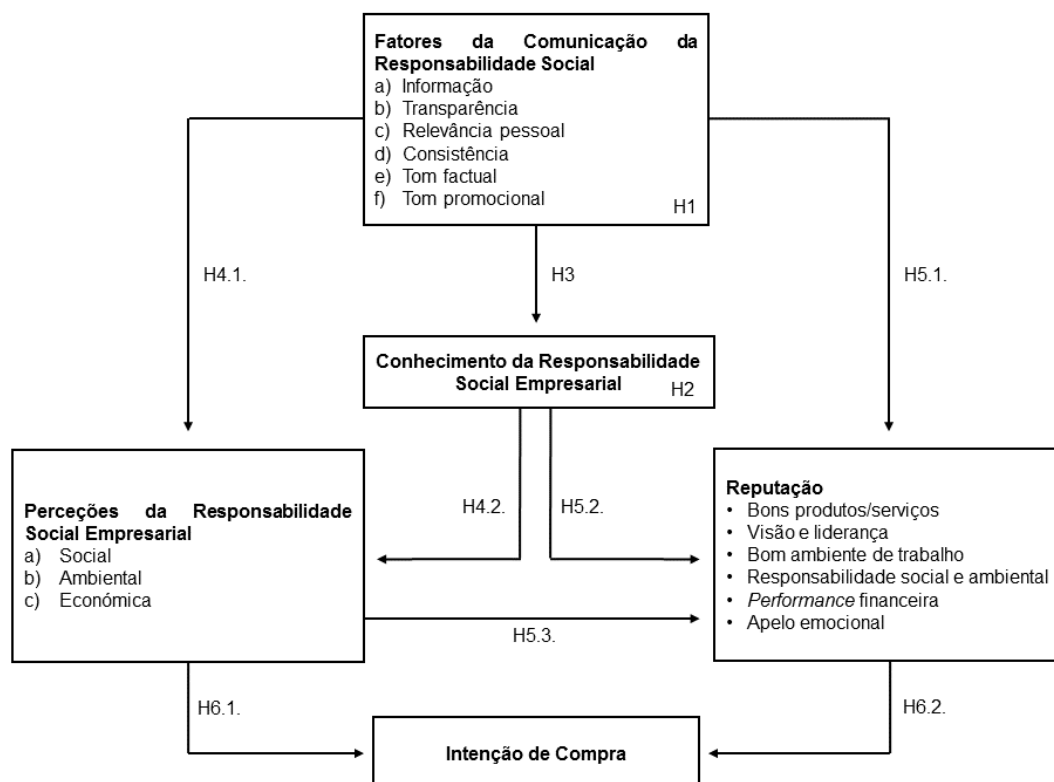 Fatores da Comunicação da
Responsabilidade Social
a) Informação
b) Transparência
c) Relevância pessoal
d) Consistência
e) Tom factual
f) Tom promocional
H1
H4.1.
H3
H5.1.
Conhecimento da Responsabilidade
Social Empresarial
H2
Perceções da Responsabilidade
Social Empresarial
a) Social
b) Ambiental
c) Económica
H4.2.
H5.2.
Reputação
• Bons produtos/serviços
• Visão e liderança
• Bom ambiente de trabalho
• Responsabilidade social e ambiental
• Performance financeira
• Apelo emocional
H5.3.
H6.1.
H6.2.
Intenção de Compra